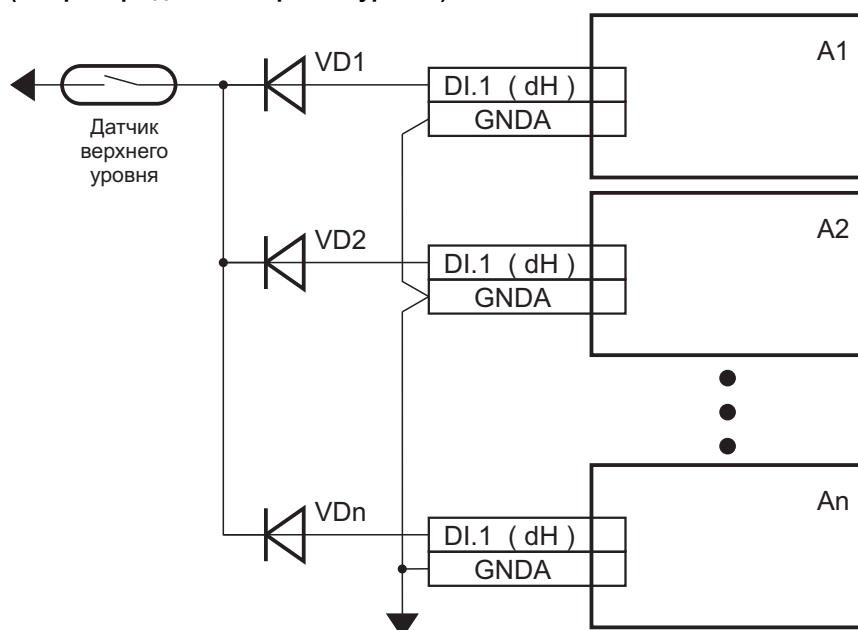 A1
VD1
DI.1 ( dH )
GNDA
Датчик
верхнего
уровня
A2
VD2
DI.1 ( dH )
GNDA
An
VDn
DI.1 ( dH )
GNDA